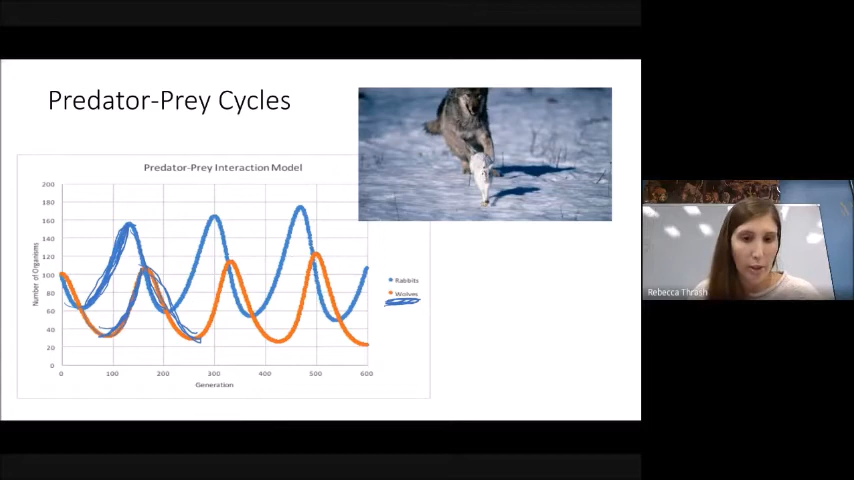 Predator-Prey Cycles
Predator-Prey Interaction Model
200
180
160
140
120
100
80
60
40
20
0
Number of Organisms
0 100 200 300 400 500 600
Generation
Rabbits
Wolves
Rebecca Thrash